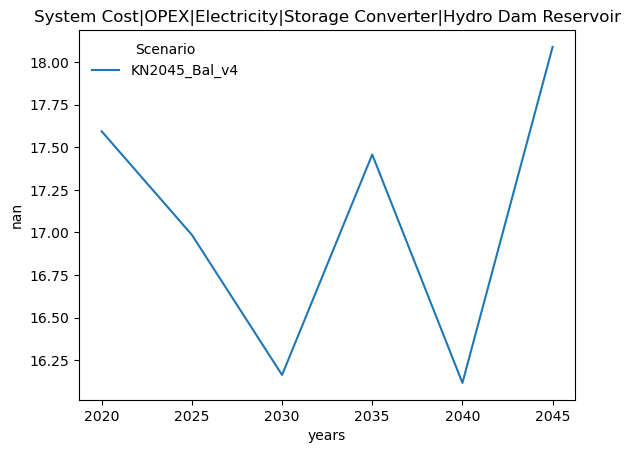 System Cost|OPEX|Electricity|Storage Converter|Hydro Dam Reservoir
Scenario
KN2045_Bal_v4
18.00
17.75
17.50
17.25
17.00
16.75
16.50
16.25
nan
2020 2025 2030 2035 2040 2045
years